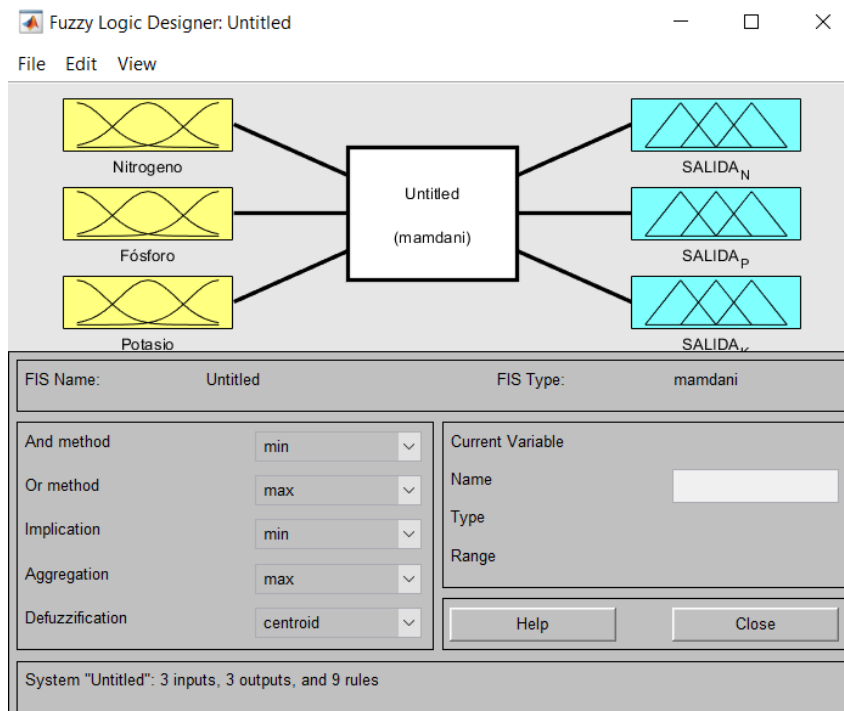 Fuzzy Logic Designer: Untitled
File Edit View
Nitrogeno
Fósforo
Potasio
Untitled
(mamdani)
SALIDA_N
SALIDA_P
SALIDA
FIS Name: Untitled
FIS Type: mamdani
And method min
Or method max
Implication min
Aggregation max
Defuzzification centroid
Current Variable
Name
Type
Range
Help
Close
System "Untitled": 3 inputs, 3 outputs, and 9 rules